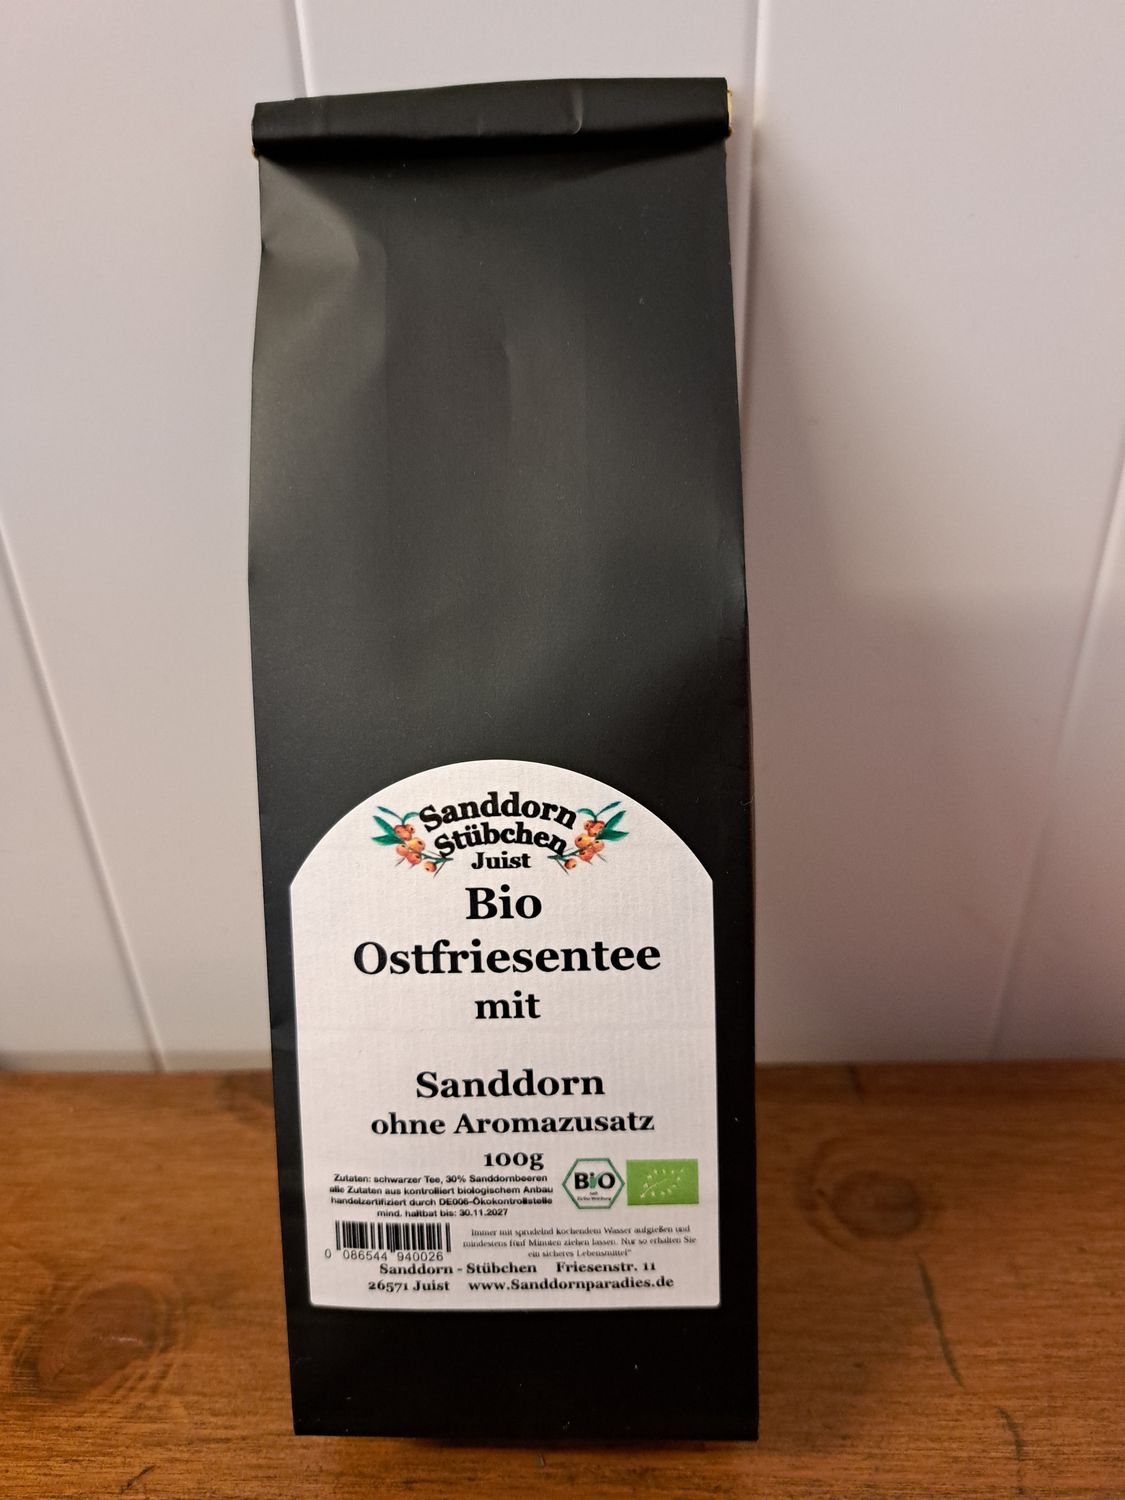 Sanddorn
Stübchen
Juist
Bio
Ostfriesentee
mit
Sanddorn
ohne Aromazusatz
100g
Zutaten: schwarzer Tee, 30% Sanddornbeeren
alle Zutaten aus kontrolliert biologischem Anbau
handelzertifiziert durch DE006-Ökokontrollstelle
mind. haltbat bis: 30.11.2027
BiO
Immer mit sprudelnd kochendem Wasser aufgießen und
mindestens fünf Minuten ziehen lassen. Nur so erhalten Sie
ein sicheres Lebensmittel"
0 086544 940026
Sanddorn - Stübchen Friesenstr. 11
26571 Juist www.Sanddornparadies.de